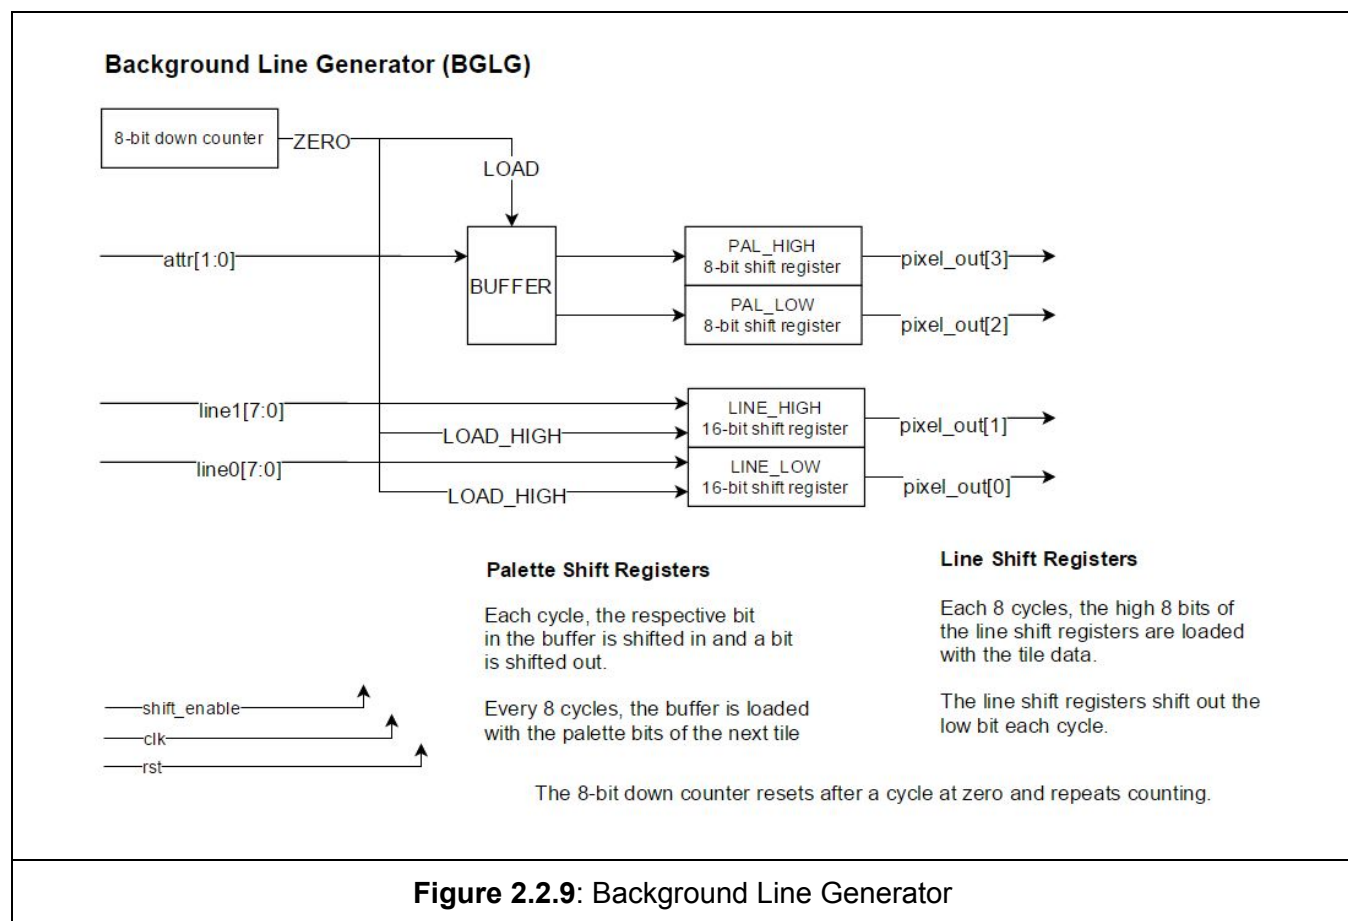 Background Line Generator (BGLG)
8-bit down counter
ZERO
LOAD
attr[1:0]
BUFFER
PAL_HIGH
8-bit shift register
pixel_out[3]
PAL_LOW
8-bit shift register
pixel_out[2]
line1[7:0]
LINE_HIGH
16-bit shift register
pixel_out[1]
LOAD_HIGH
line0[7:0]
LINE_LOW
16-bit shift register
pixel_out[0]
LOAD_HIGH
Palette Shift Registers
Each cycle, the respective bit
in the buffer is shifted in and a bit
is shifted out.
Every 8 cycles, the buffer is loaded
with the palette bits of the next tile
Line Shift Registers
Each 8 cycles, the high 8 bits of
the line shift registers are loaded
with the tile data.
The line shift registers shift out the
low bit each cycle.
shift_enable
clk
rst
The 8-bit down counter resets after a cycle at zero and repeats counting.
Figure 2.2.9: Background Line Generator